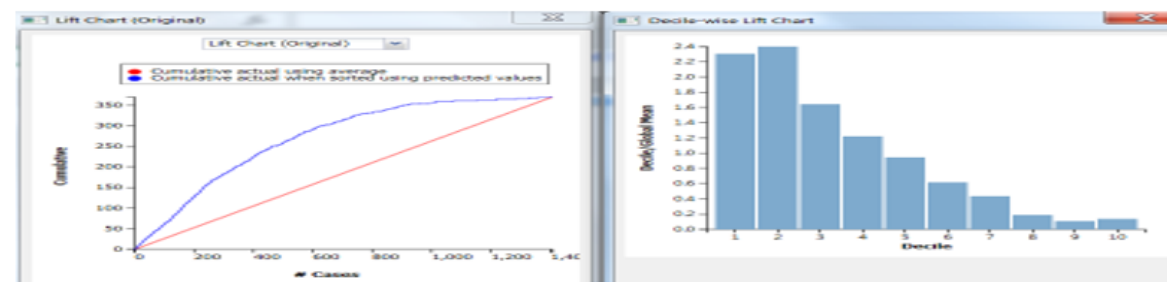 Lift Chart (Original)
Lift Chart (Original)
Cumulative actual using average
Cumulative actual when sorted using predicted values
Cumulative
350
300
250
200
150
100
50
0
0 200 400 600 800 1,000 1,200 1,40
# Cases
Decile-wise Lift Chart
Decile/Global Mean
2.4
2.2
2.0
1.8
1.6
1.4
1.2
1.0
0.8
0.6
0.4
0.2
0.0
1 2 3 4 5 6 7 8 9 10
Decile